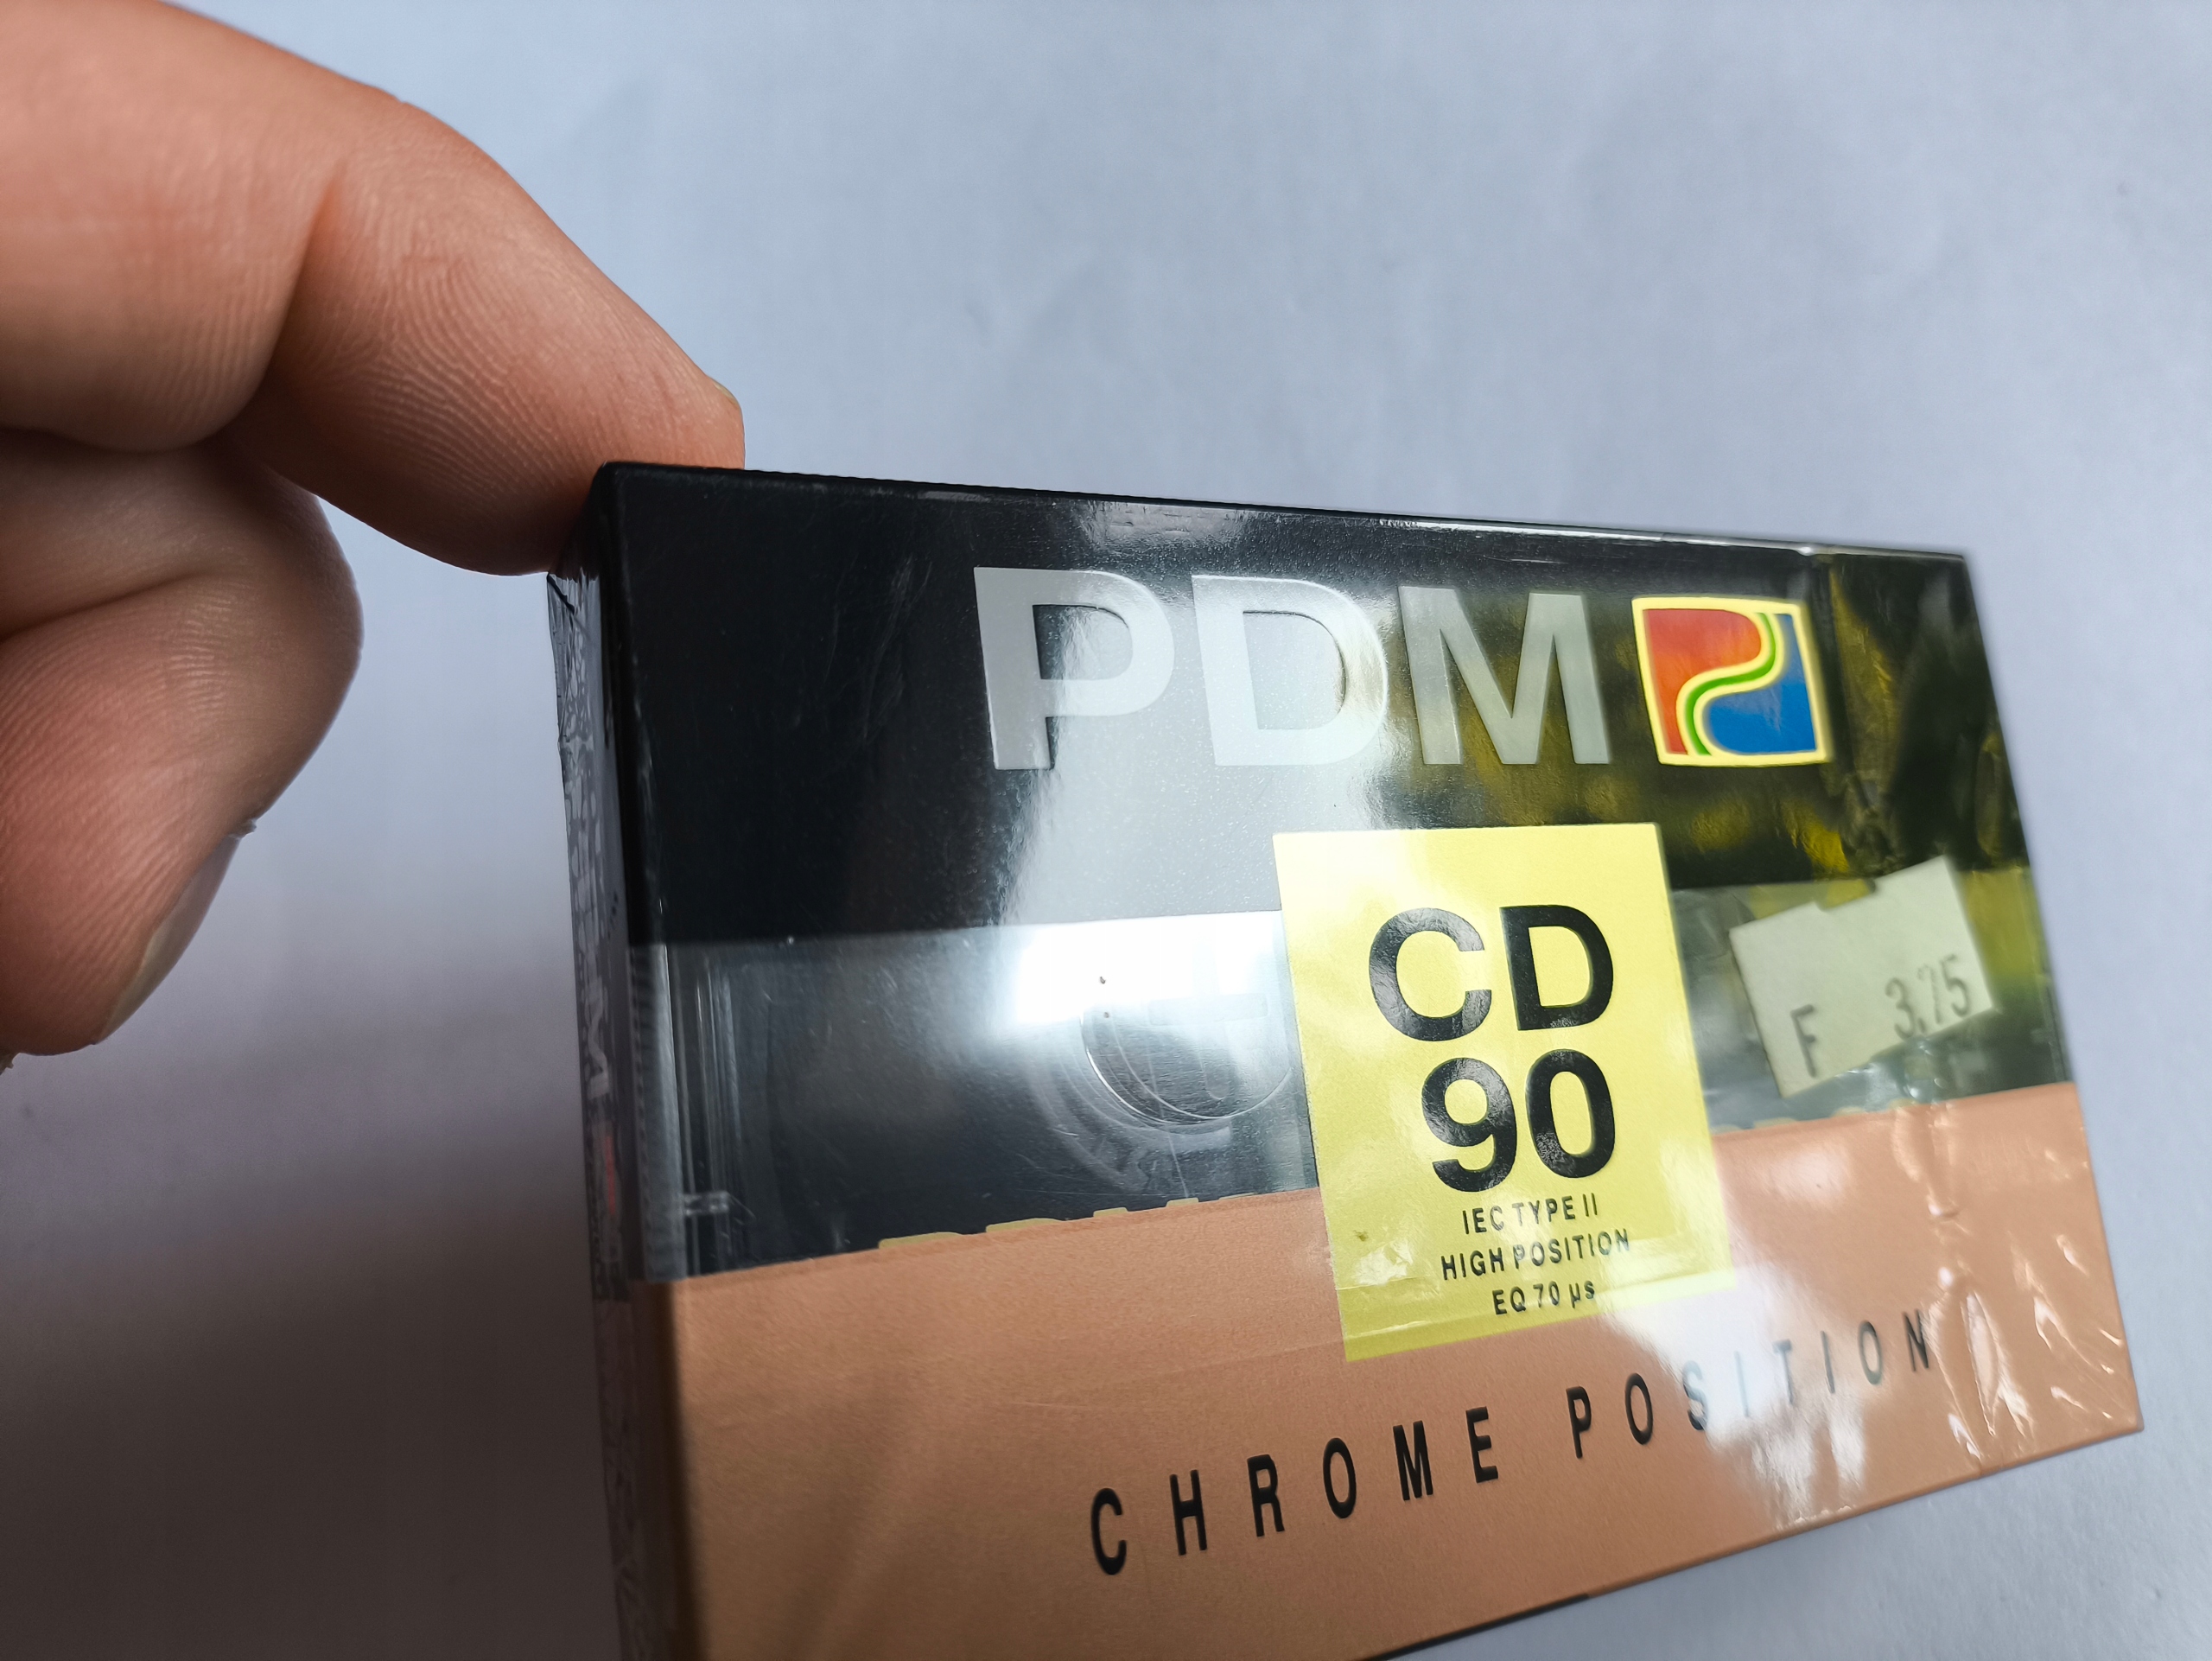 PDM
CD
90
IEC TYPE II
HIGH POSITION
EQ 70 µs
F 3.75
CHROME POSITION